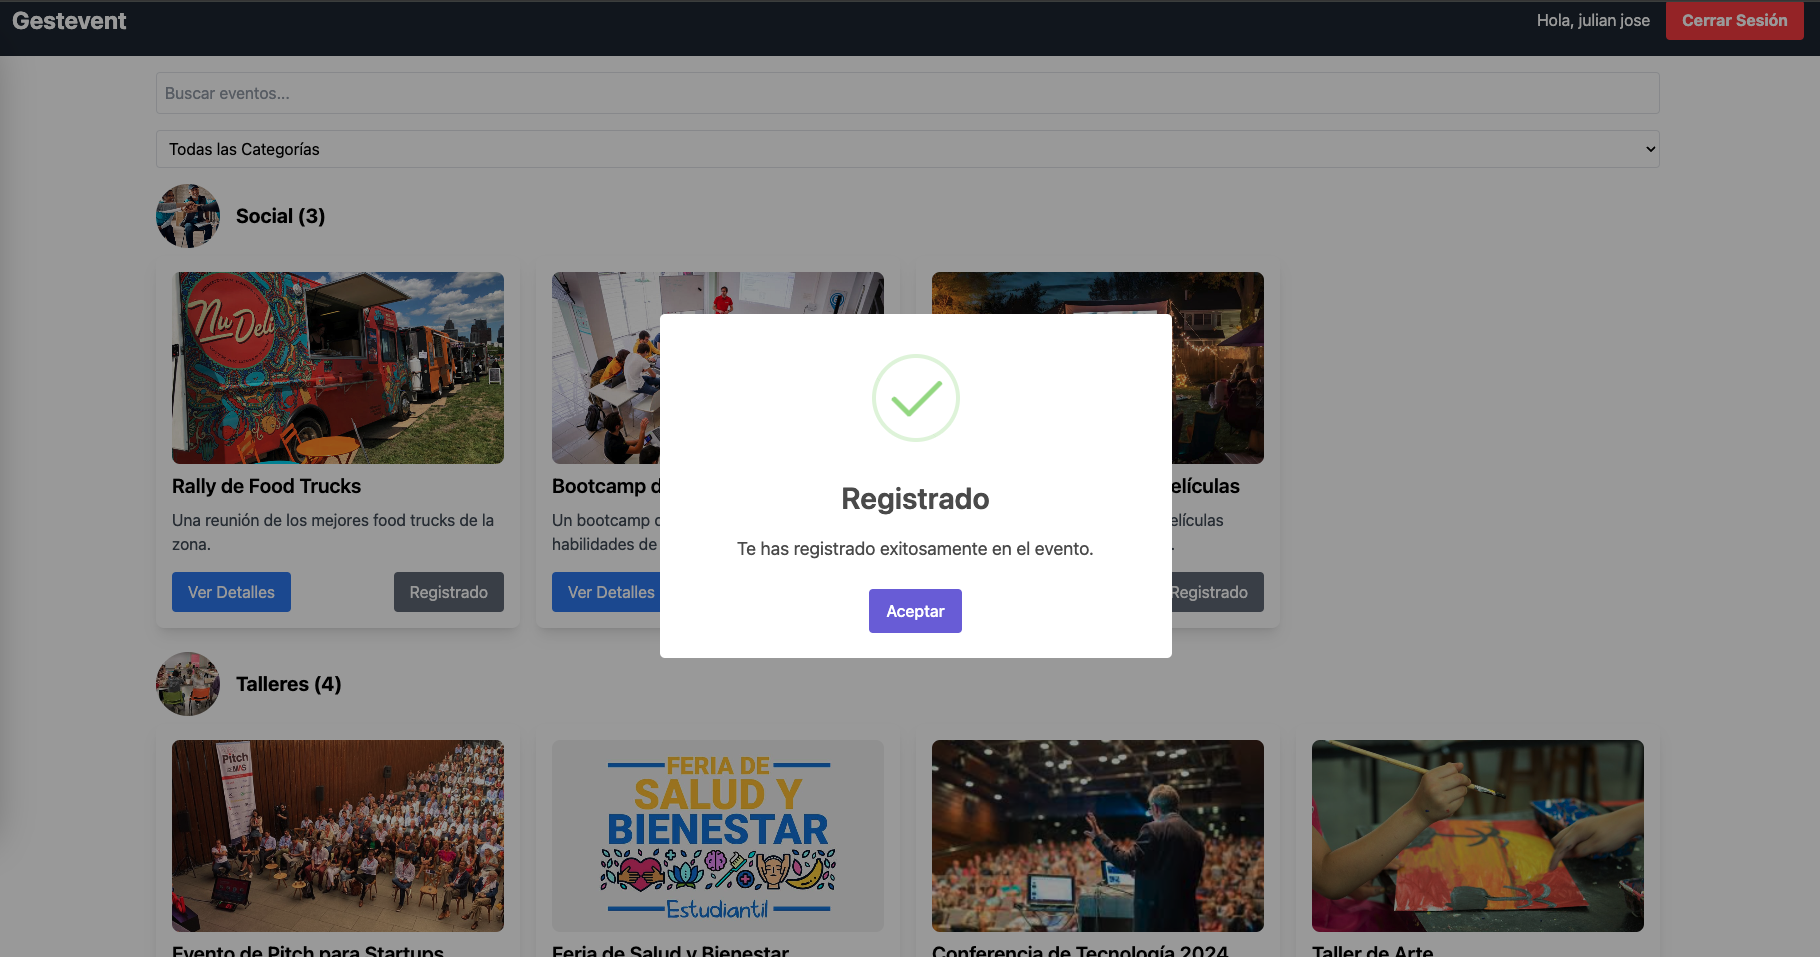 Gestevent
Hola, julian jose
Cerrar Sesión
Buscar eventos...
Todas las Categorías
Social (3)
Nu Deli
Rally de Food Trucks
Una reunión de los mejores food trucks de la
zona.
Ver Detalles
Registrado
Bootcamp d
Un bootcamp
habilidades de
Ver Detalles
elículas
elículas
.
Registrado
Registrado
Te has registrado exitosamente en el evento.
Aceptar
Talleres (4)
Pitch
FERIA DE
SALUD Y
BIENESTAR
Estudiantil
Evento de Pitch para Startups
Feria de Salud y Bienestar
Conferencia de Tecnología 2024
Taller de Arte